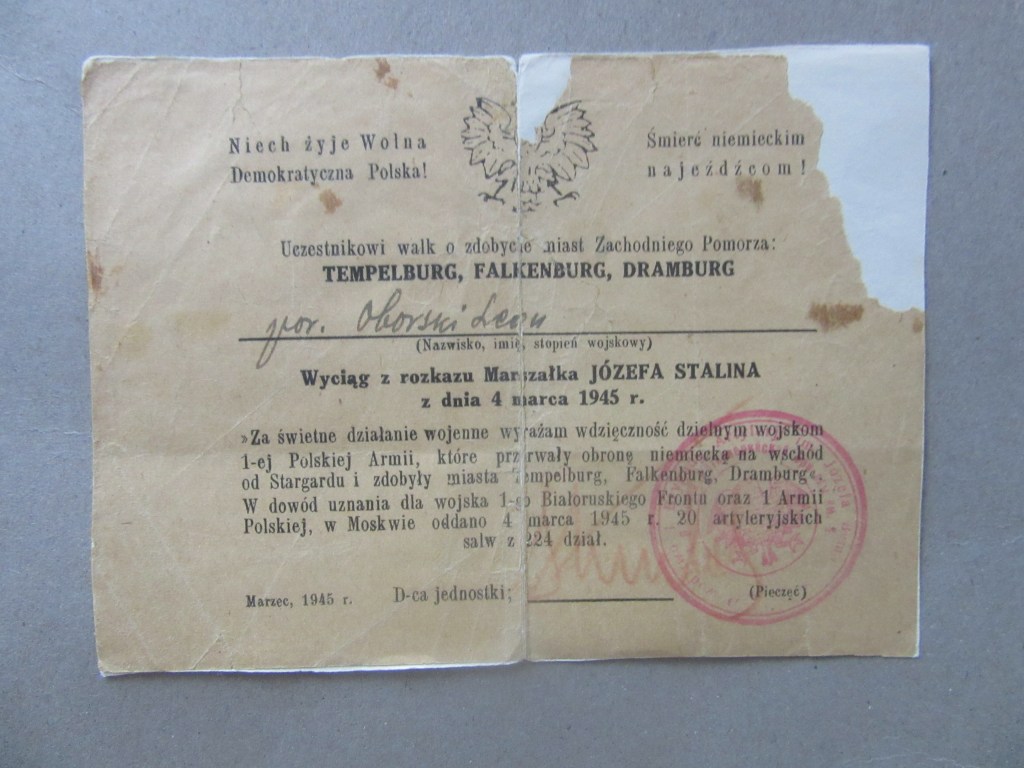 Niech żyje Wolna
Demokratyczna Polska!
Śmierć niemieckim
najeźdźcom!
Uczestnikowi walk o zdobycie miast Zachodniego Pomorza:
TEMPELBURG, FALKENBURG, DRAMBURG
por. Oborski Leon
(Nazwisko, imię, stopień wojskowy)
Wyciąg z rozkazu Marszałka JÓZEFA STALINA
z dnia 4 marca 1945 r.
»Za świetne działanie wojenne wyrażam wdzięczność dzielnym wojskom
1-ej Polskiej Armii, które przerwały obronę niemiecką na wschód
od Stargardu i zdobyły miasta Tempelburg, Falkenburg, Dramburg«
W dowód uznania dla wojska 1-go Białoruskiego Frontu oraz 1 Armii
Polskiej, w Moskwie oddano 4 marca 1945 r. 20 artyleryjskich
salw z 224 dział.
Marzec, 1945 r. D-ca jednostki;
(Pieczęć)